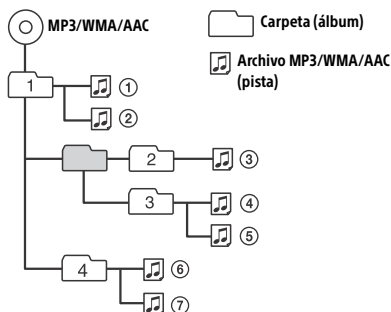 MP3/WMA/AAC
Carpeta (álbum)
Archivo MP3/WMA/AAC
(pista)
1
①
②
2
③
3
④
⑤
4
⑥
⑦